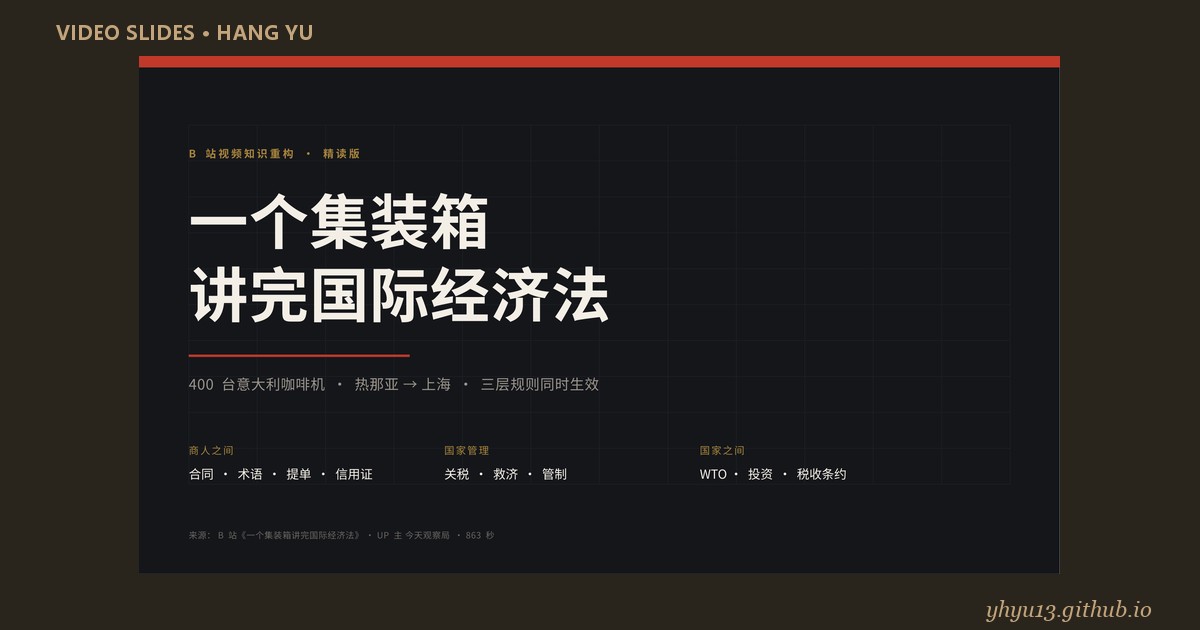 VIDEO SLIDES • HANG YU
B 站视频知识重构 · 精读版
一个集装箱
讲完国际经济法
400 台意大利咖啡机 · 热那亚 → 上海 · 三层规则同时生效
商人之间
合同 · 术语 · 提单 · 信用证
国家管理
关税 · 救济 · 管制
国家之间
WTO · 投资 · 税收条约
来源： B 站《一个集装箱讲完国际经济法》 · UP 主 今天观察局 · 863 秒
yhyu13.github.io